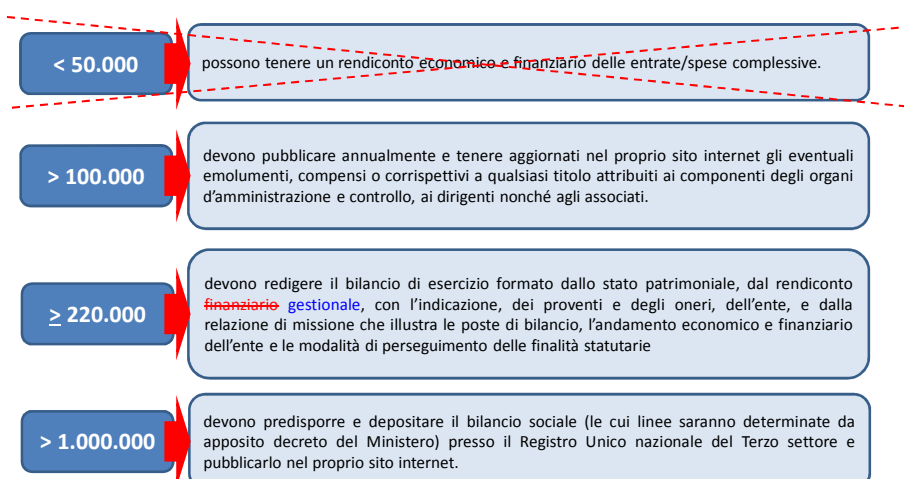 < 50.000
possono tenere un rendiconto economico e finanziario delle entrate/spese complessive.
> 100.000
devono pubblicare annualmente e tenere aggiornati nel proprio sito internet gli eventuali
emolumenti, compensi o corrispettivi a qualsiasi titolo attribuiti ai componenti degli organi
d'amministrazione e controllo, ai dirigenti nonché agli associati.
≥ 220.000
devono redigere il bilancio di esercizio formato dallo stato patrimoniale, dal rendiconto
finanziario gestionale, con l'indicazione, dei proventi e degli oneri, dell'ente, e dalla
relazione di missione che illustra le poste di bilancio, l'andamento economico e finanziario
dell'ente e le modalità di perseguimento delle finalità statutarie
> 1.000.000
devono predisporre e depositare il bilancio sociale (le cui linee saranno determinate da
apposito decreto del Ministero) presso il Registro Unico nazionale del Terzo settore e
pubblicarlo nel proprio sito internet.